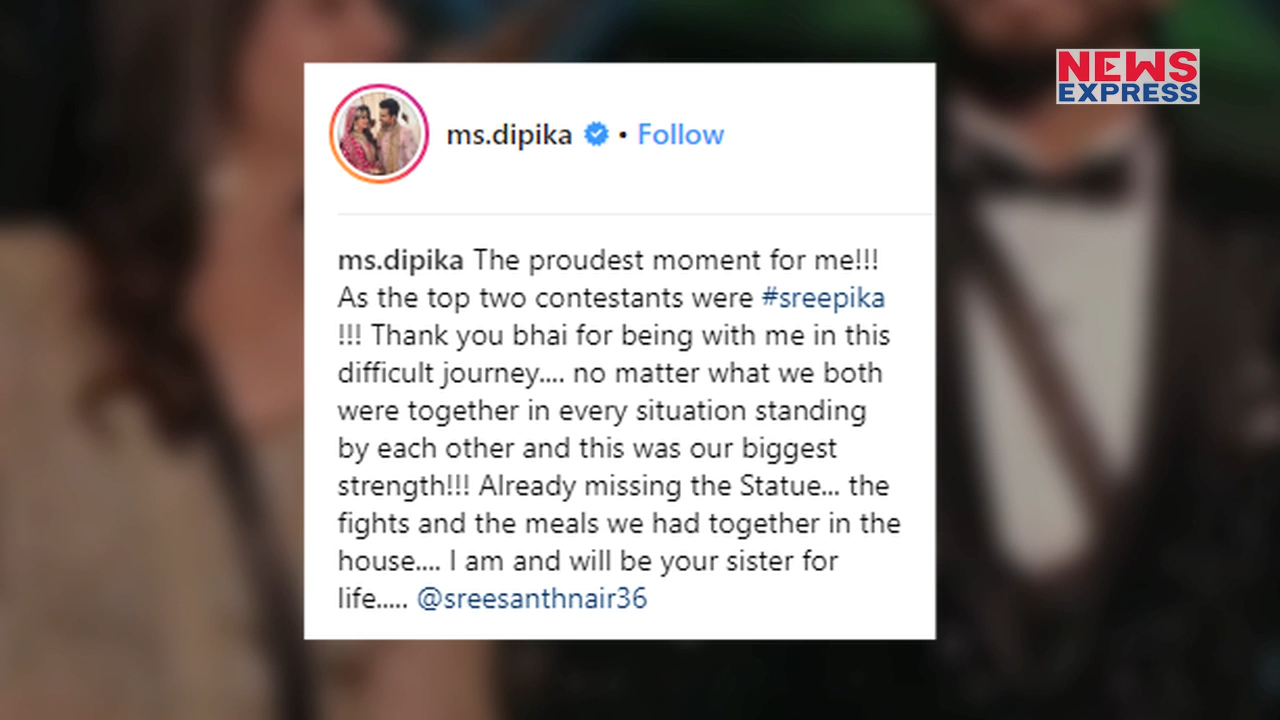 NEWS
EXPRESS
ms.dipika • Follow
ms.dipika The proudest moment for me!!!
As the top two contestants were #sreepika
!!! Thank you bhai for being with me in this
difficult journey.... no matter what we both
were together in every situation standing
by each other and this was our biggest
strength!!! Already missing the Statue... the
fights and the meals we had together in the
house.... I am and will be your sister for
life..... @sreesanthnair36